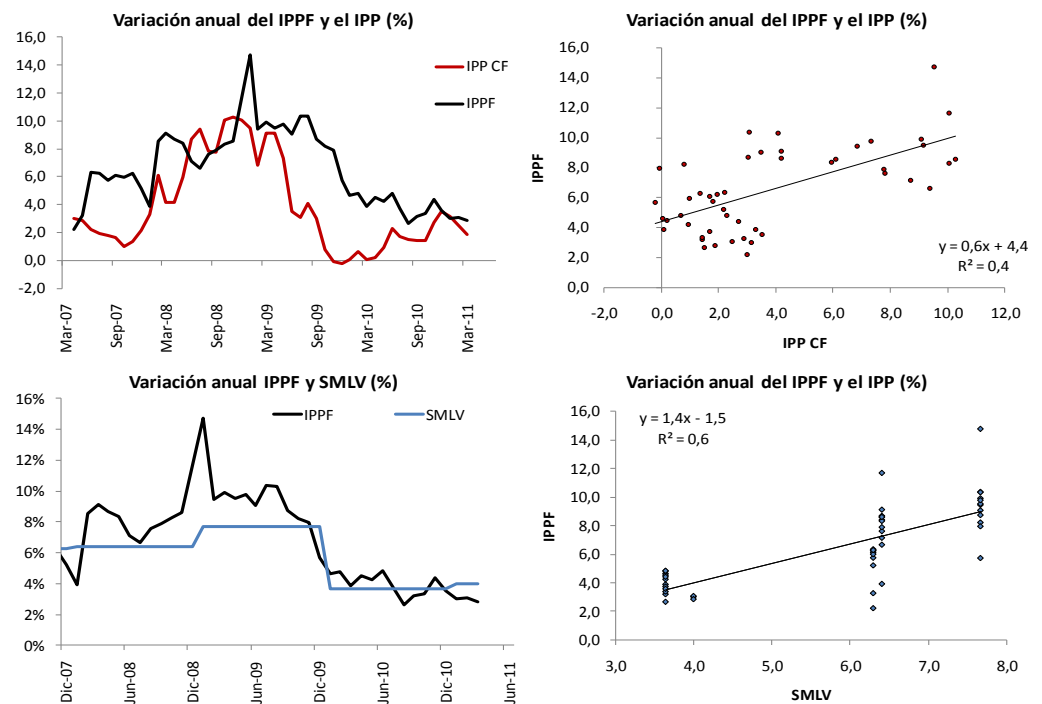 Variación anual del IPPF y el IPP (%)
16,0
14,0
12,0
10,0
8,0
6,0
4,0
2,0
0,0
-2,0
IPP CF
IPPF
Mar-07
Sep-07
Mar-08
Sep-08
Mar-09
Sep-09
Mar-10
Sep-10
Mar-11
Variación anual del IPPF y el IPP (%)
IPPF
16,0
14,0
12,0
10,0
8,0
6,0
4,0
2,0
0,0
y = 0,6x + 4,4
R² = 0,4
-2,0
0,0
2,0
4,0
6,0
8,0
10,0
12,0
IPP CF
Variación anual IPPF y SMLV (%)
16%
14%
12%
10%
8%
6%
4%
2%
0%
IPPF
SMLV
Dic-07
Jun-08
Dic-08
Jun-09
Dic-09
Jun-10
Dic-10
Jun-11
Variación anual del IPPF y el IPP (%)
y = 1,4x - 1,5
R² = 0,6
IPPF
16,0
14,0
12,0
10,0
8,0
6,0
4,0
2,0
0,0
3,0
4,0
5,0
6,0
7,0
8,0
SMLV